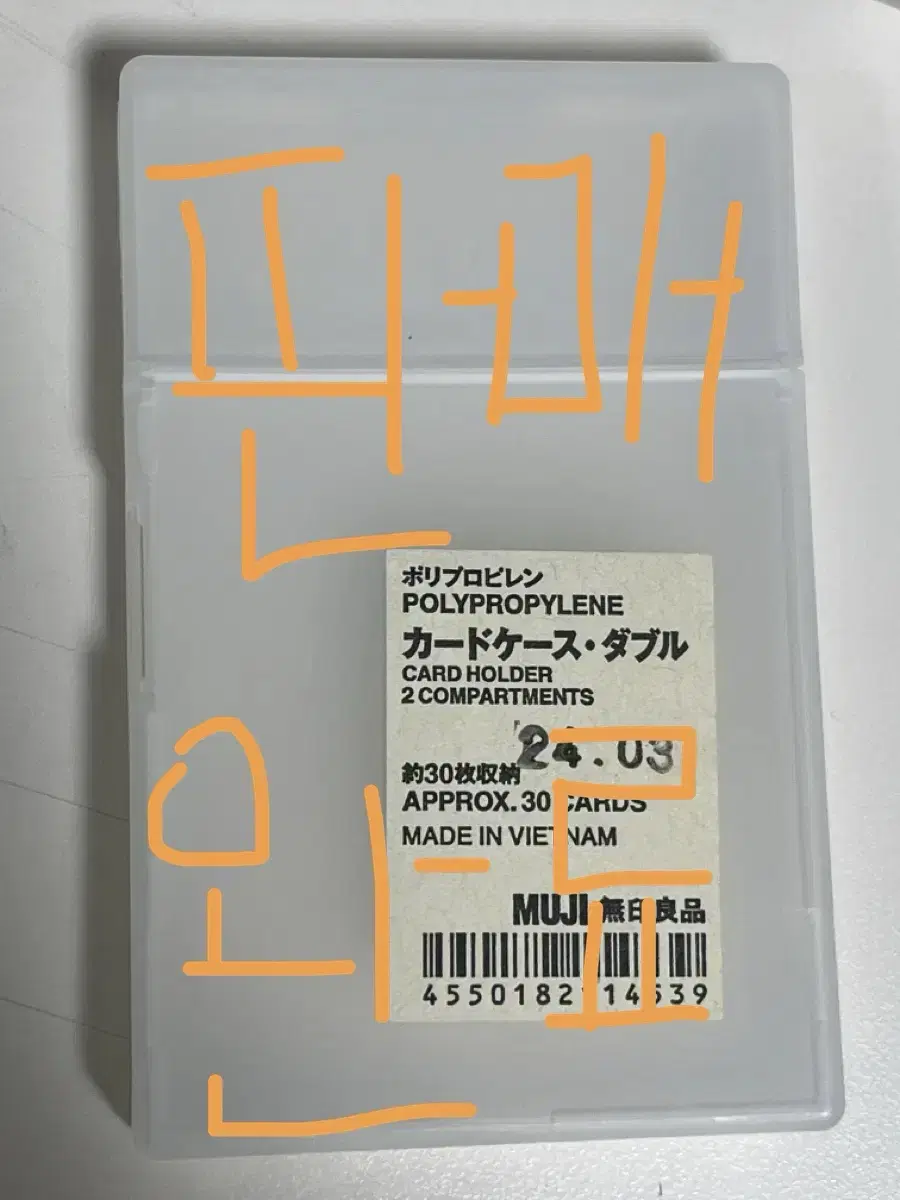 판매
완료
ポリプロピレン
POLYPROPYLENE
カードケース・ダブル
CARD HOLDER
2 COMPARTMENTS
'24.03
約30枚収納
APPROX. 30 CARDS
MADE IN VIETNAM
MUJI 無印良品
4550182114539